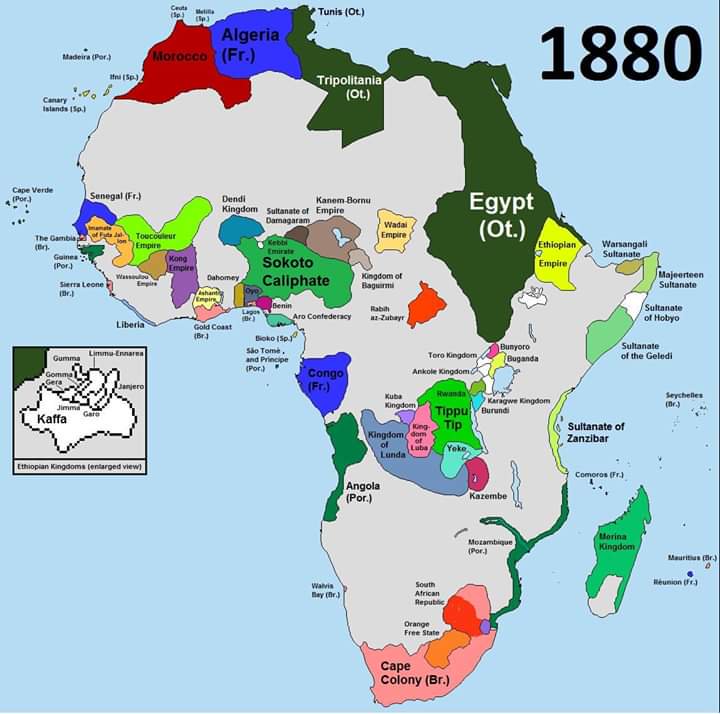 1880
Ceuta
(Sp.)
Melilla
(Sp.)
Tunis (Ot.)
Algeria
(Fr.)
Morocco
Madeira (Por.)
Ifni (Sp.)
Canary
Islands (Sp.)
Tripolitania
(Ot.)
Egypt
(Ot.)
Cape Verde
(Por.)
Senegal (Fr.)
Imamate
of Futa Jal-
lon
Toucouleur
Empire
The Gambia
(Br).
Guinea
(Por.)
Wassoulou
Empire
Kong
Empire
Sierra Leone
(Br.)
Liberia
Dendi
Kingdom
Sultanate of
Damagaram
Kanem-Bornu
Empire
Kebbi
Emirate
Sokoto
Caliphate
Wadai
Empire
Kingdom of
Baguirmi
Dahomey
Ashanti
Empire
Oyo
Benin
Lagos
(Br.)
Gold Coast
(Br.)
Aro Confederacy
Bioko (Sp.)
São Tomé
and Príncipe
(Por.)
Rabih
az-Zubayr
Ethiopian
Empire
Warsangali
Sultanate
Majeerteen
Sultanate
Sultanate
of Hobyo
Sultanate
of the Geledi
Bunyoro
Toro Kingdom
Buganda
Ankole Kingdom
Rwanda
Karagwe Kingdom
Burundi
Congo
(Fr.)
Kuba
Kingdom
Tippu
Tip
King-
dom
of
Luba
Kingdom
of
Lunda
Yeke
Kazembe
Sultanate of
Zanzibar
Seychelles
(Br.)
Limmu-Ennarea
Gumma
Gomma
Gera
Janjero
Jimma
Garo
Kaffa
Ethiopian Kingdoms (enlarged view)
Angola
(Por.)
Comoros (Fr.)
Mozambique
(Por.)
Merina
Kingdom
Mauritius (Br.)
Réunion (Fr.)
Walvis
Bay (Br.)
South
African
Republic
Orange
Free State
Cape
Colony (Br.)